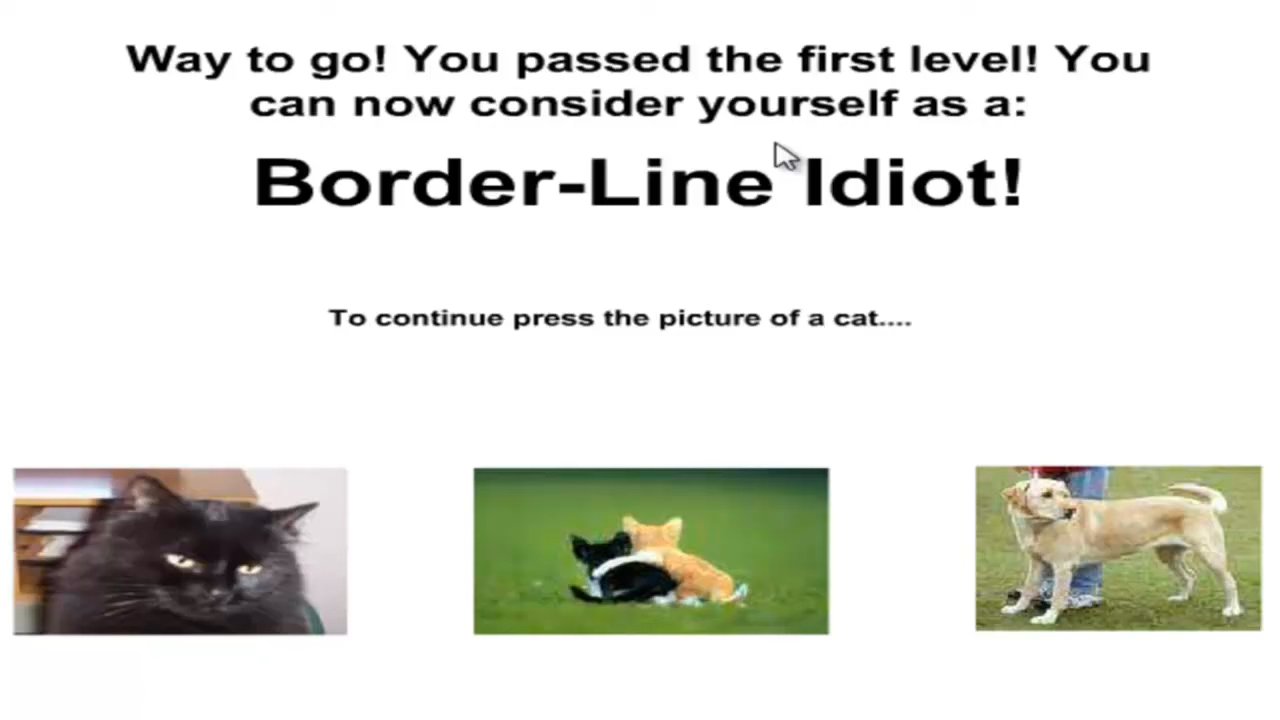 Way to go! You passed the first level! You
can now consider yourself as a:
Border-Line Idiot!
To continue press the picture of a cat....